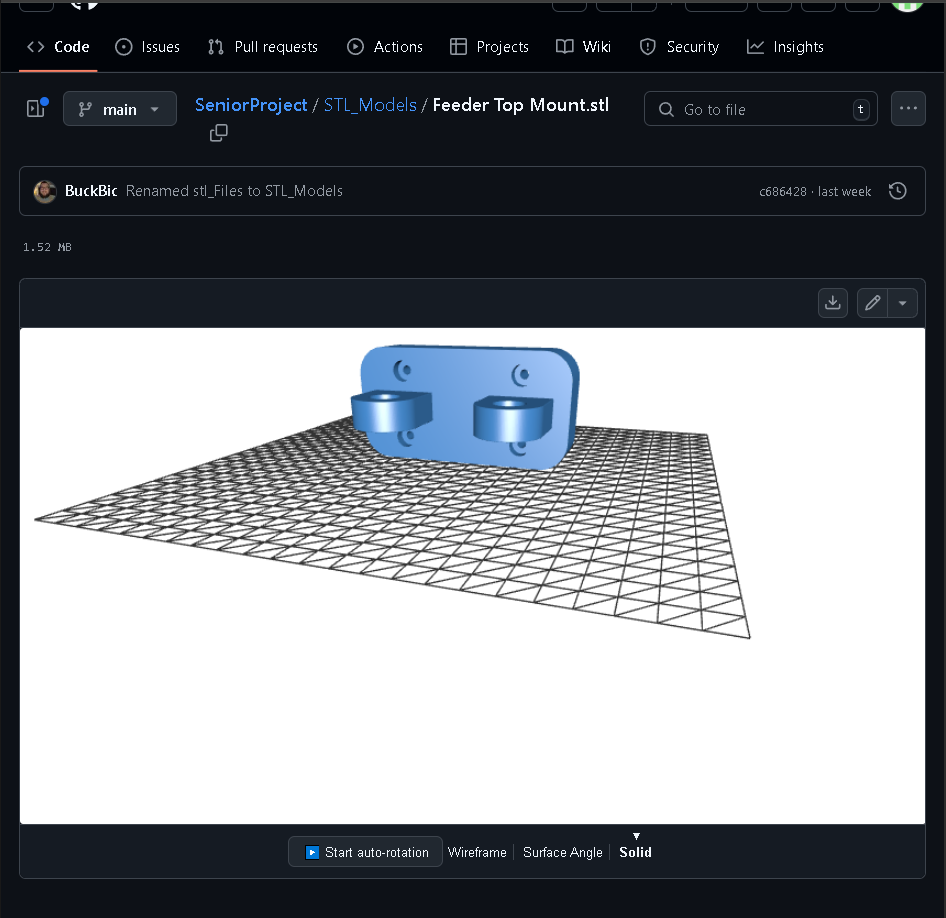 Code Issues Pull requests Actions Projects Wiki Security Insights
main SeniorProject / STL_Models / Feeder Top Mount.stl Go to file t
BuckBic Renamed stl_Files to STL_Models c686428 · last week
1.52 MB
Start auto-rotation Wireframe Surface Angle Solid